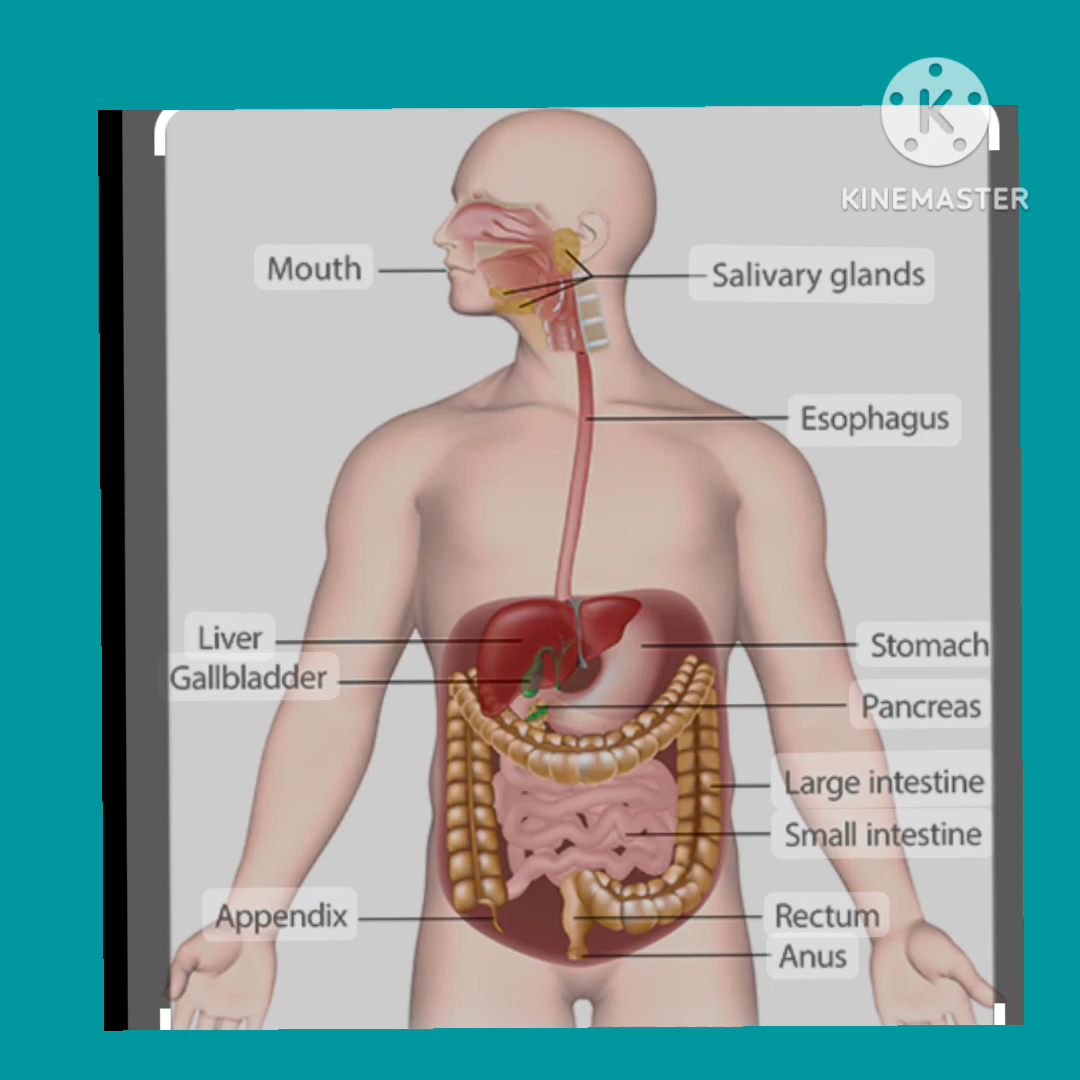 K
KINEMASTER
Mouth
Salivary glands
Esophagus
Liver
Stomach
Gallbladder
Pancreas
Large intestine
Small intestine
Appendix
Rectum
Anus